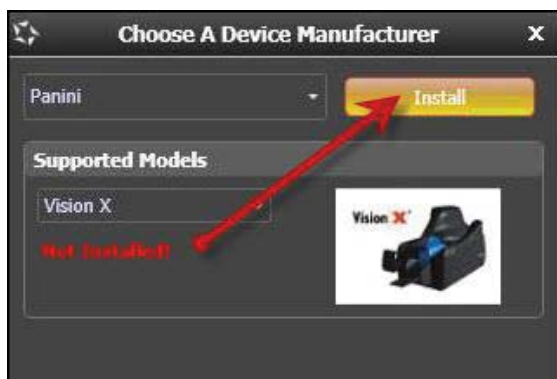 Choose A Device Manufacturer X
Panini
Install
Supported Models
Vision X
Not Installed!
Vision X